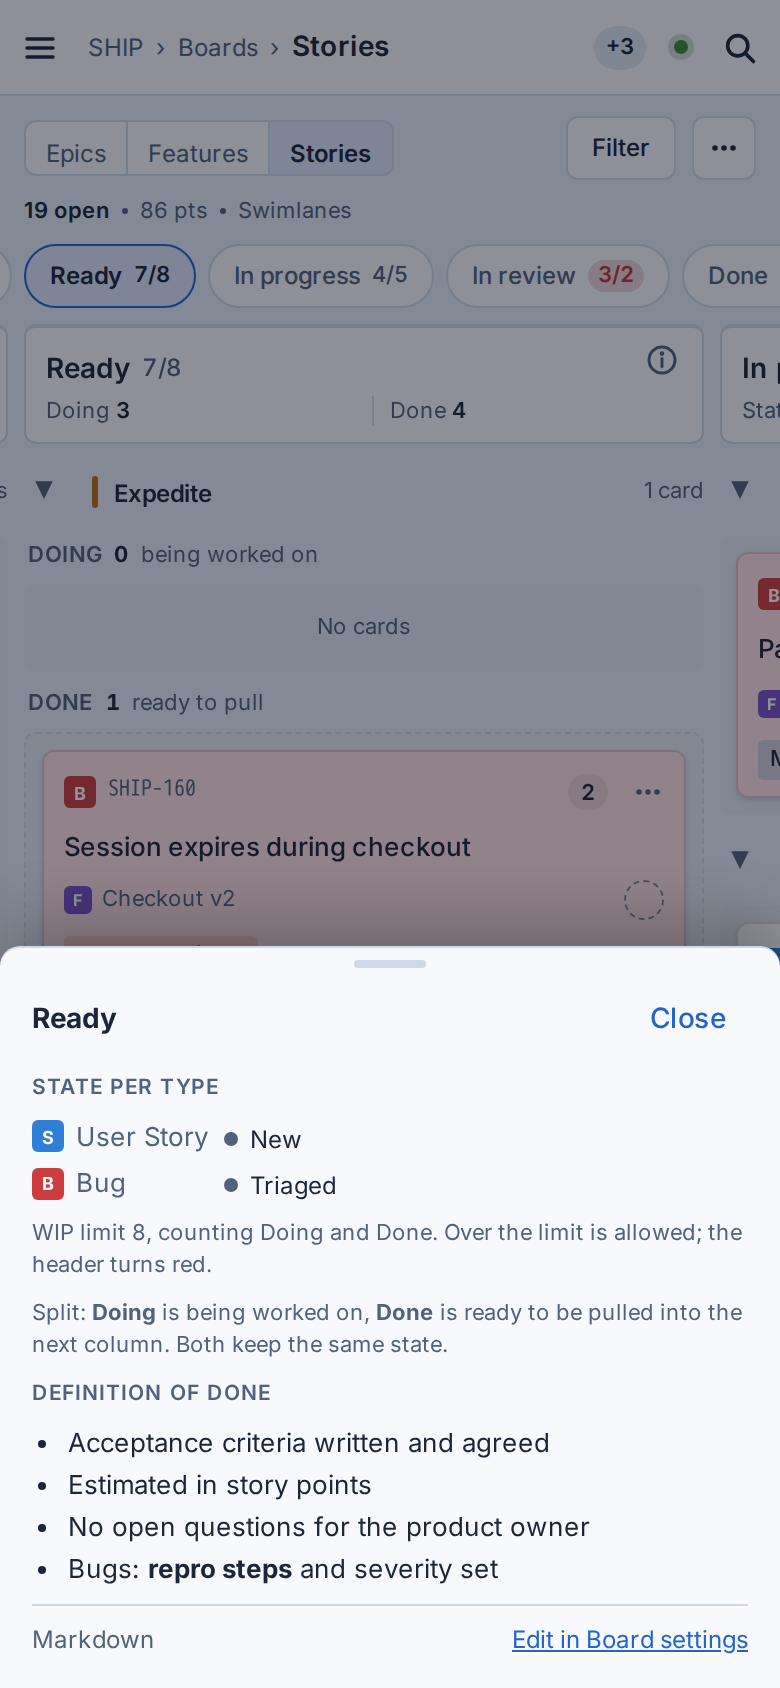 SHIP › Boards › Stories +3
Epics Features Stories Filter •••
19 open • 86 pts • Swimlanes
Ready 7/8 In progress 4/5 In review 3/2 Done
Ready 7/8
Doing 3 Done 4
Expedite 1 card
DOING 0 being worked on
No cards
DONE 1 ready to pull
B SHIP-160 2 •••
Session expires during checkout
F Checkout v2
Ready Close
STATE PER TYPE
S User Story • New
B Bug • Triaged
WIP limit 8, counting Doing and Done. Over the limit is allowed; the
header turns red.
Split: Doing is being worked on, Done is ready to be pulled into the
next column. Both keep the same state.
DEFINITION OF DONE
• Acceptance criteria written and agreed
• Estimated in story points
• No open questions for the product owner
• Bugs: repro steps and severity set
Markdown Edit in Board settings